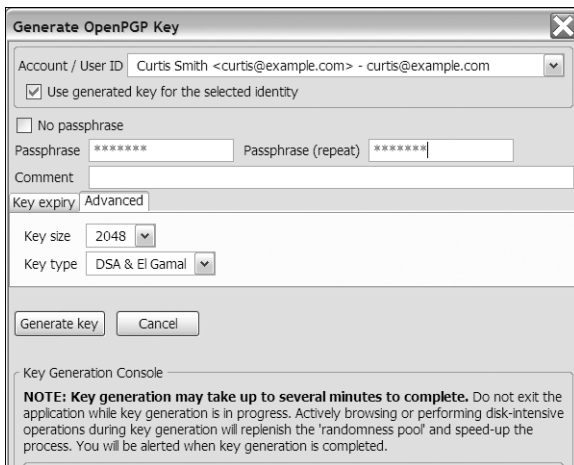 Generate OpenPGP Key
Account / User ID Curtis Smith <curtis@example.com> - curtis@example.com
Use generated key for the selected identity
No passphrase
Passphrase ******* Passphrase (repeat) *******
Comment
Key expiry Advanced
Key size 2048
Key type DSA & El Gamal
Generate key Cancel
Key Generation Console
NOTE: Key generation may take up to several minutes to complete. Do not exit the
application while key generation is in progress. Actively browsing or performing disk-intensive
operations during key generation will replenish the 'randomness pool' and speed-up the
process. You will be alerted when key generation is completed.